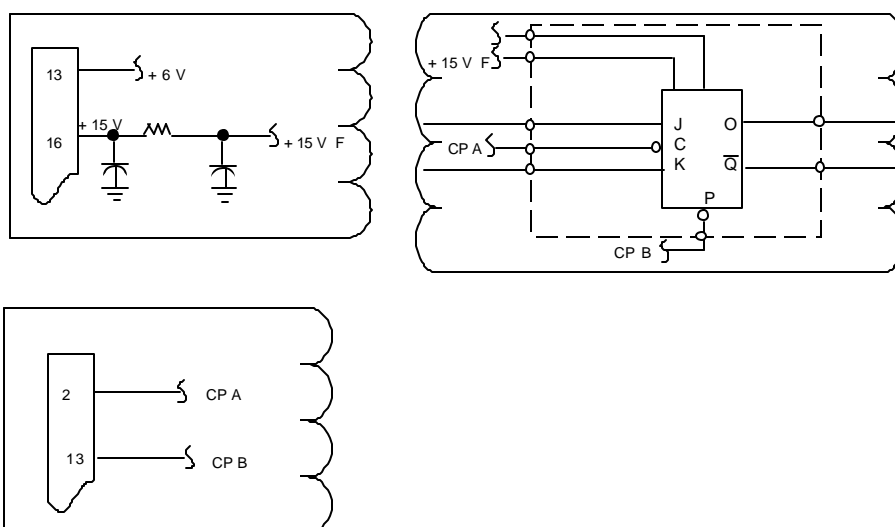 13
+ 6 V
+ 15 V
16
+ 15 V F
+ 15 V F
J
O
CP A
C
K
Q̅
P
CP B
2
CP A
13
CP B